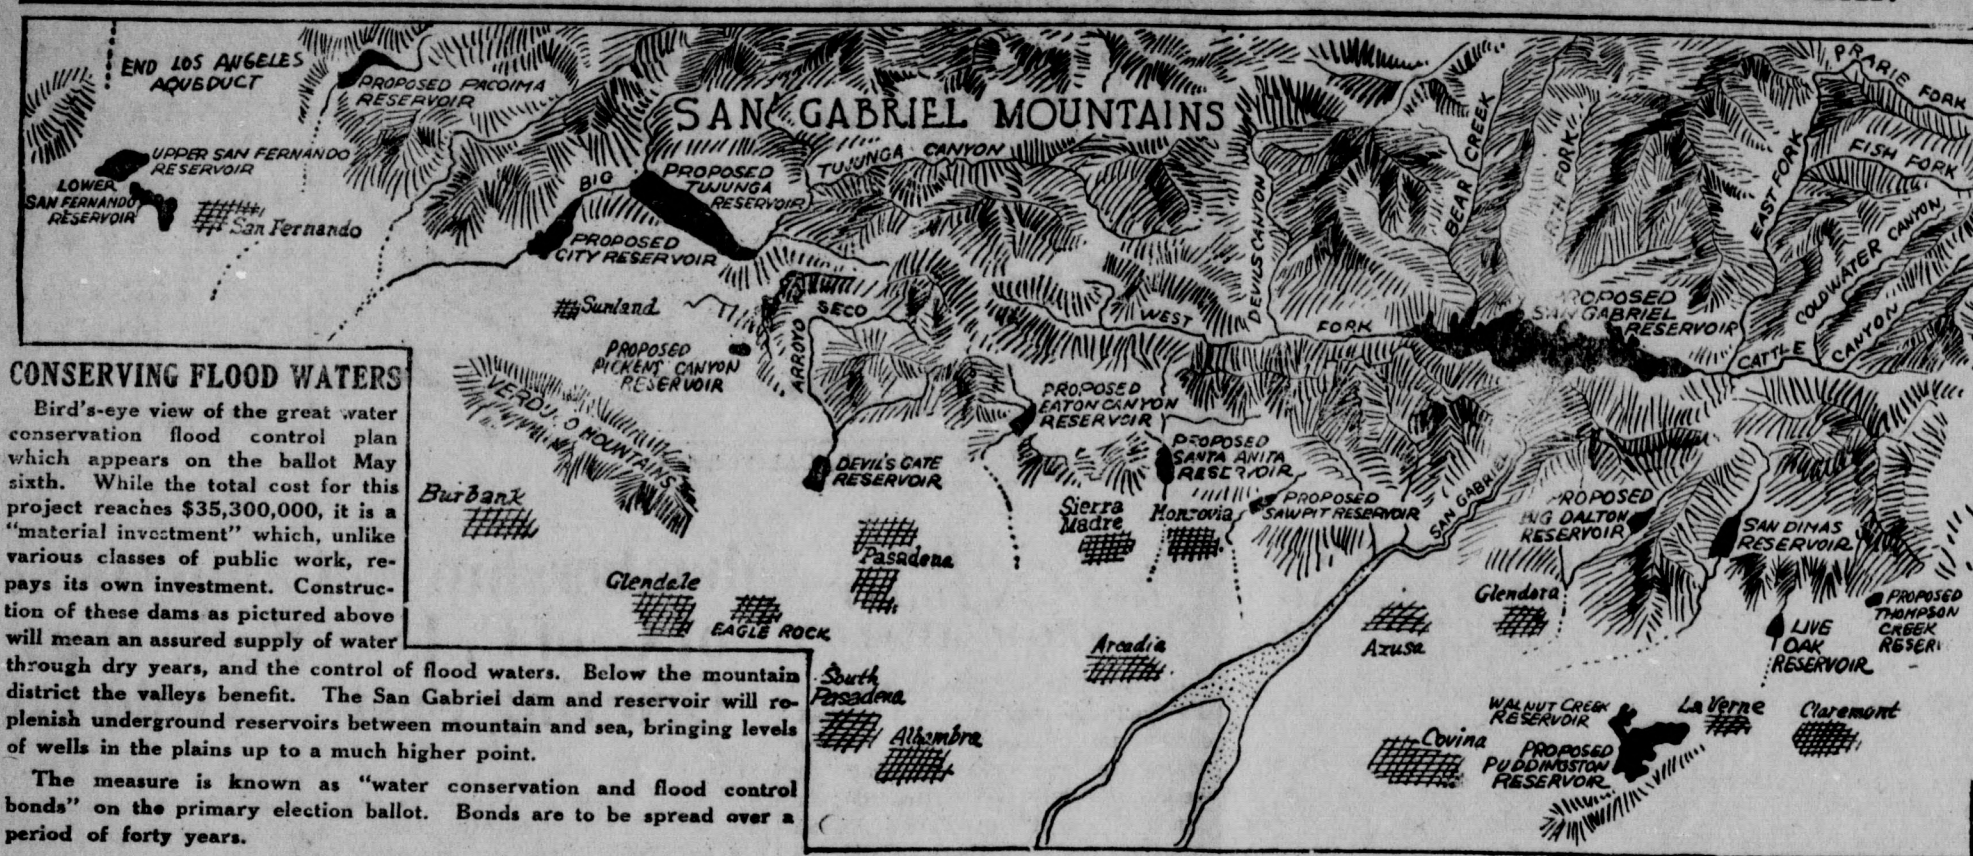 END LOS ANGELES
AQUEDUCT
PROPOSED PACOIMA
RESERVOIR
SAN GABRIEL MOUNTAINS
UPPER SAN FERNANDO
RESERVOIR
LOWER
SAN FERNANDO
RESERVOIR
San Fernando
BIG
TUJUNGA CANYON
PROPOSED
TUJUNGA
RESERVOIR
PROPOSED
CITY RESERVOIR
DEVILS CANYON
BEAR CREEK
FORK
EAST FORK
PRARIE FORK
FISH FORK
COLDWATER CANYON
CATTLE CANYON
Sunland
ARROYO SECO
WEST FORK
PROPOSED
SAN GABRIEL
RESERVOIR
PROPOSED
PICKENS CANYON
RESERVOIR
VERDUGO MOUNTAINS
PROPOSED
EATON CANYON
RESERVOIR
PROPOSED
SANTA ANITA
RESERVOIR
DEVIL'S GATE
RESERVOIR
Burbank
Sierra
Madre
Monrovia
PROPOSED
SAWPIT RESERVOIR
SAN GABRIEL
PROPOSED
BIG DALTON
RESERVOIR
SAN DIMAS
RESERVOIR
Pasadena
Glendale
EAGLE ROCK
Arcadia
Azusa
Glendora
LIVE
OAK
RESERVOIR
PROPOSED
THOMPSON
CREEK
South
Pasadena
Alhambra
Covina
WALNUT CREEK
RESERVOIR
PROPOSED
PUDDINGSTON
RESERVOIR
La Verne
Claremont
CONSERVING FLOOD WATERS
Bird's-eye view of the great water
conservation flood control plan
which appears on the ballot May
sixth. While the total cost for this
project reaches $35,300,000, it is a
"material investment" which, unlike
various classes of public work, re-
pays its own investment. Construc-
tion of these dams as pictured above
will mean an assured supply of water
through dry years, and the control of flood waters. Below the mountain
district the valleys benefit. The San Gabriel dam and reservoir will re-
plenish underground reservoirs between mountain and sea, bringing levels
of wells in the plains up to a much higher point.
The measure is known as "water conservation and flood control
bonds" on the primary election ballot. Bonds are to be spread over a
period of forty years.